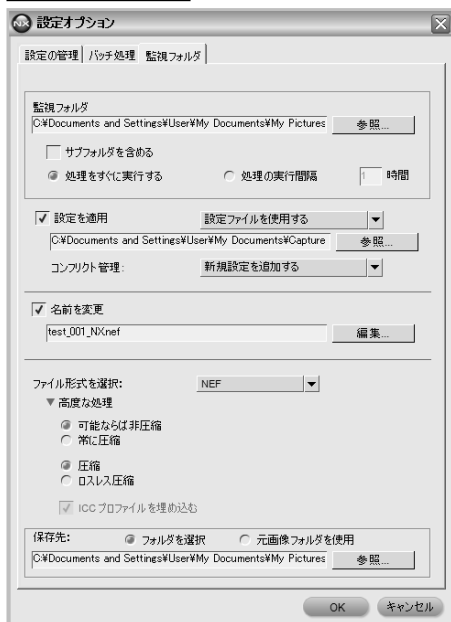 NX 設定オプション
設定の管理 バッチ処理 監視フォルダ
監視フォルダ
C:¥Documents and Settings¥User¥My Documents¥My Pictures 参照...
サブフォルダを含める
処理をすぐに実行する 処理の実行間隔 1 時間
設定を適用 設定ファイルを使用する
C:¥Documents and Settings¥User¥My Documents¥Capture 参照...
コンフリクト管理: 新規設定を追加する
名前を変更
test_001_NX.nef 編集...
ファイル形式を選択: NEF
高度な処理
可能ならば非圧縮
常に圧縮
圧縮
ロスレス圧縮
ICC プロファイルを埋め込む
保存先: フォルダを選択 元画像フォルダを使用
C:¥Documents and Settings¥User¥My Documents¥My Pictures 参照...
OK キャンセル